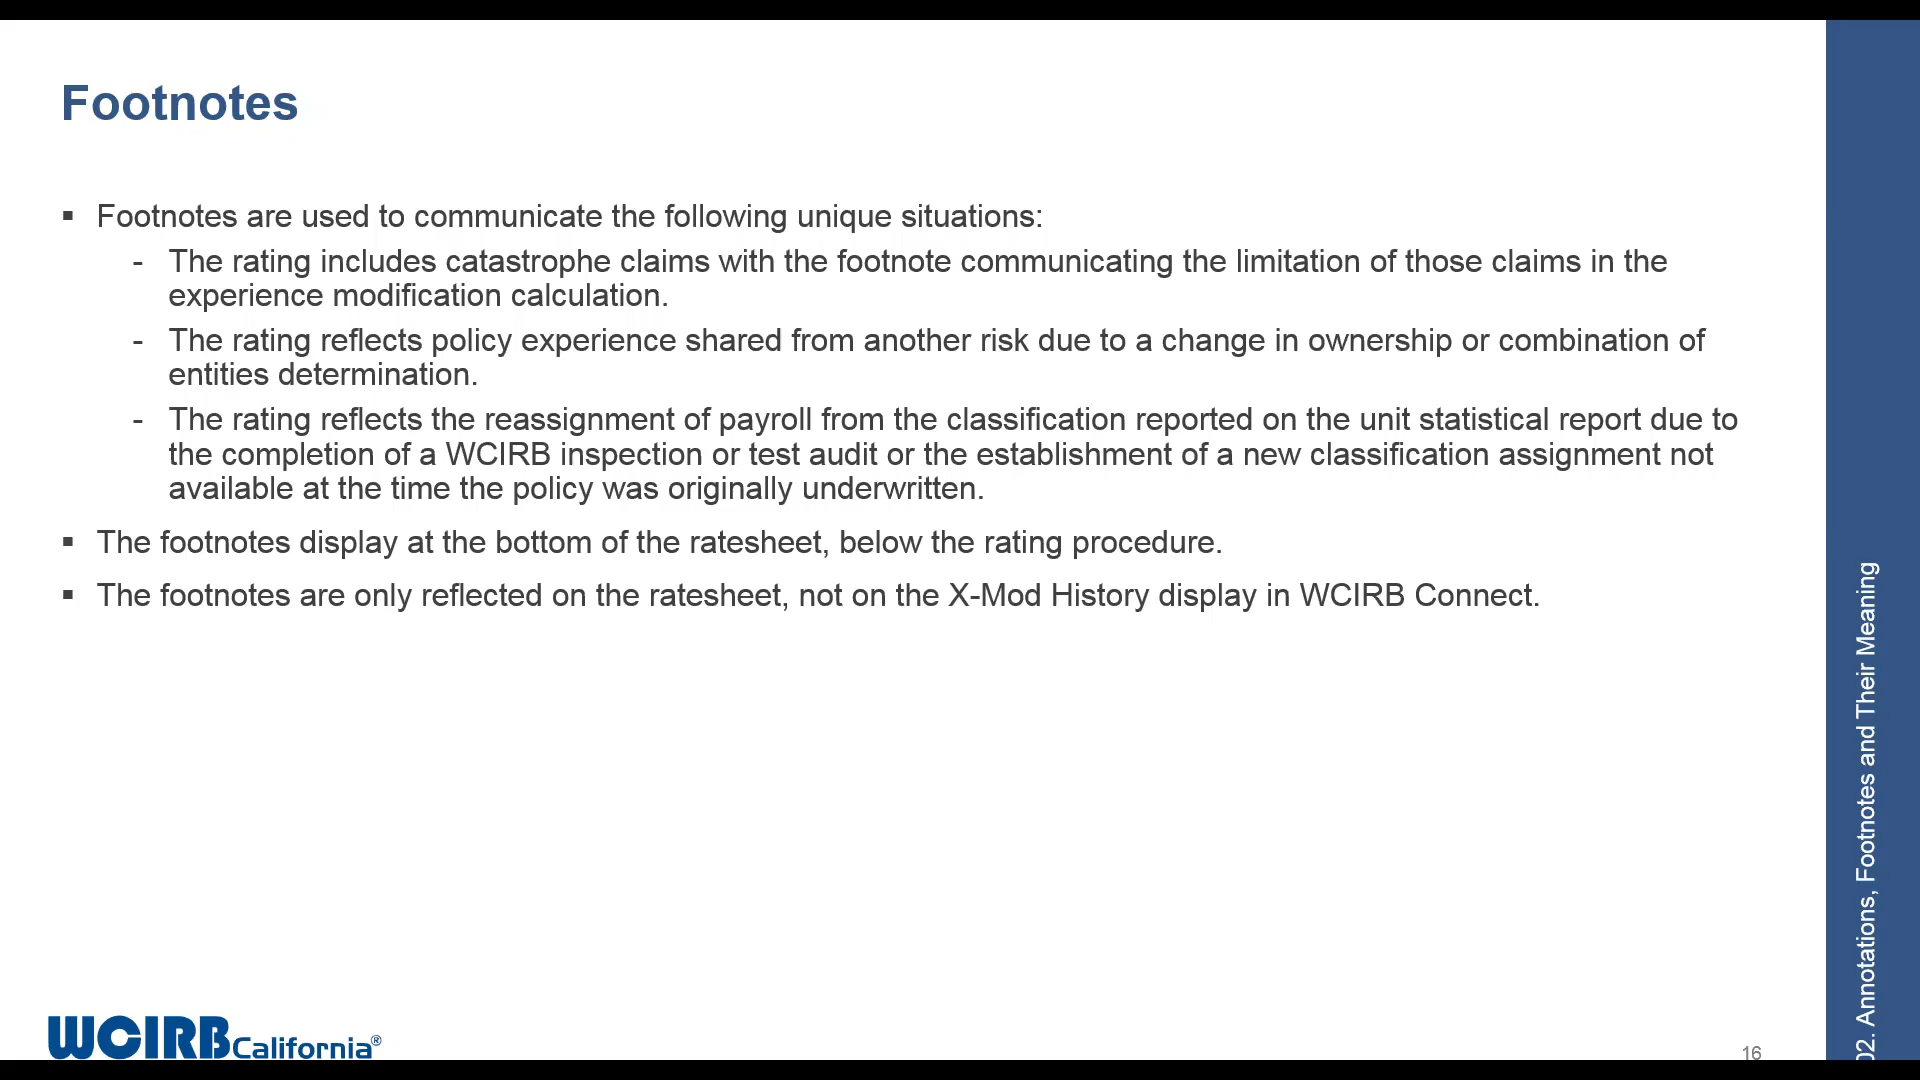 Footnotes
▪ Footnotes are used to communicate the following unique situations:
- The rating includes catastrophe claims with the footnote communicating the limitation of those claims in the
experience modification calculation.
- The rating reflects policy experience shared from another risk due to a change in ownership or combination of
entities determination.
- The rating reflects the reassignment of payroll from the classification reported on the unit statistical report due to
the completion of a WCIRB inspection or test audit or the establishment of a new classification assignment not
available at the time the policy was originally underwritten.
▪ The footnotes display at the bottom of the ratesheet, below the rating procedure.
▪ The footnotes are only reflected on the ratesheet, not on the X-Mod History display in WCIRB Connect.
02. Annotations, Footnotes and Their Meaning
WCIRB California®
16